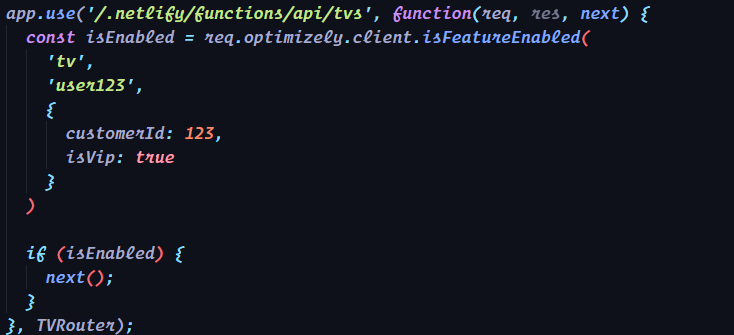 app.use('/.netlify/functions/api/tvs', function(req, res, next) {
  const isEnabled = req.optimizely.client.isFeatureEnabled(
    'tv',
    'user123',
    {
      customerId: 123,
      isVip: true
    }
  )

  if (isEnabled) {
    next();
  }
}, TVRouter);